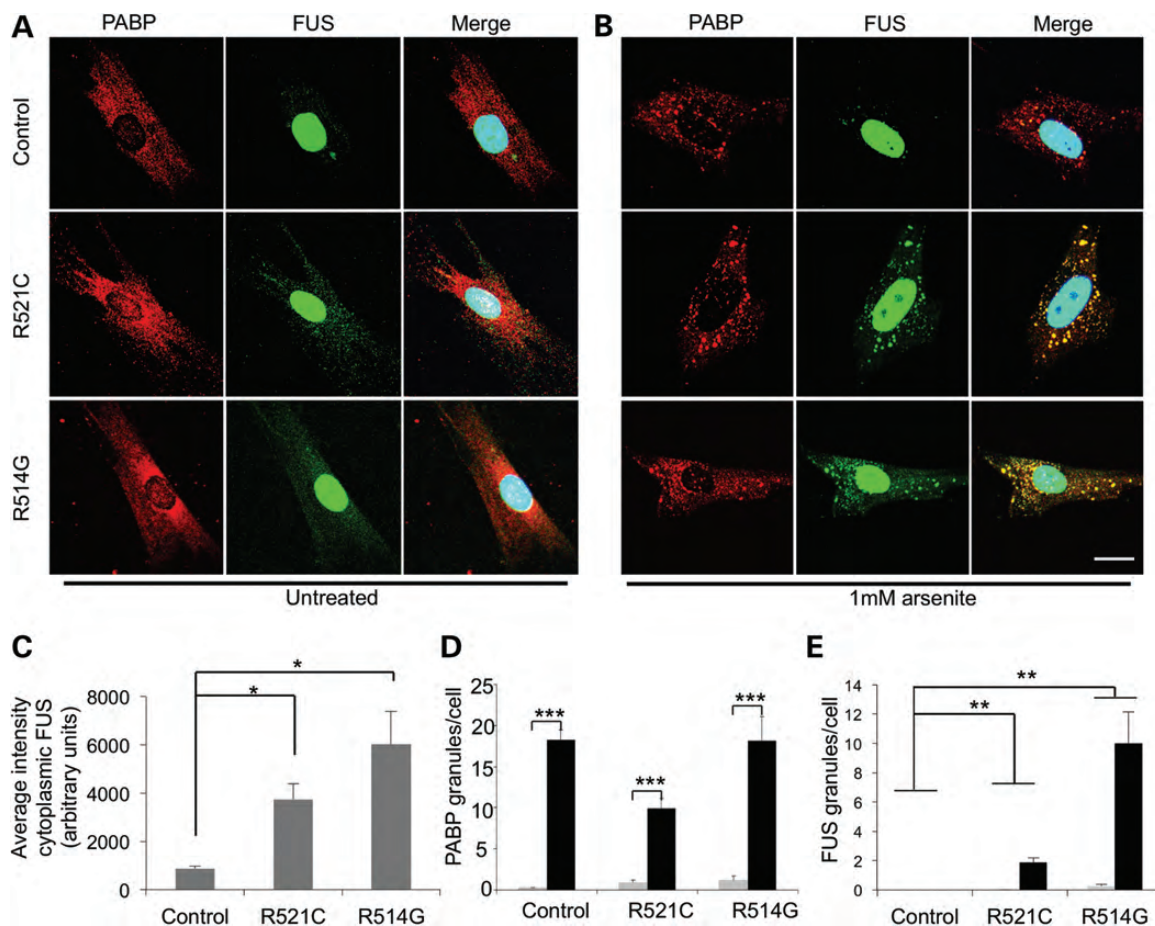 A PABP FUS Merge
B PABP FUS Merge
Control
R521C
R514G
Untreated
1mM arsenite
C
Average intensity
cytoplasmic FUS
(arbitrary units)
8000
6000
4000
2000
0
*
*
Control R521C R514G
D
PABP granules/cell
25
20
15
10
5
0
***
***
***
Control R521C R514G
E
FUS granules/cell
14
12
10
8
6
4
2
0
**
**
Control R521C R514G